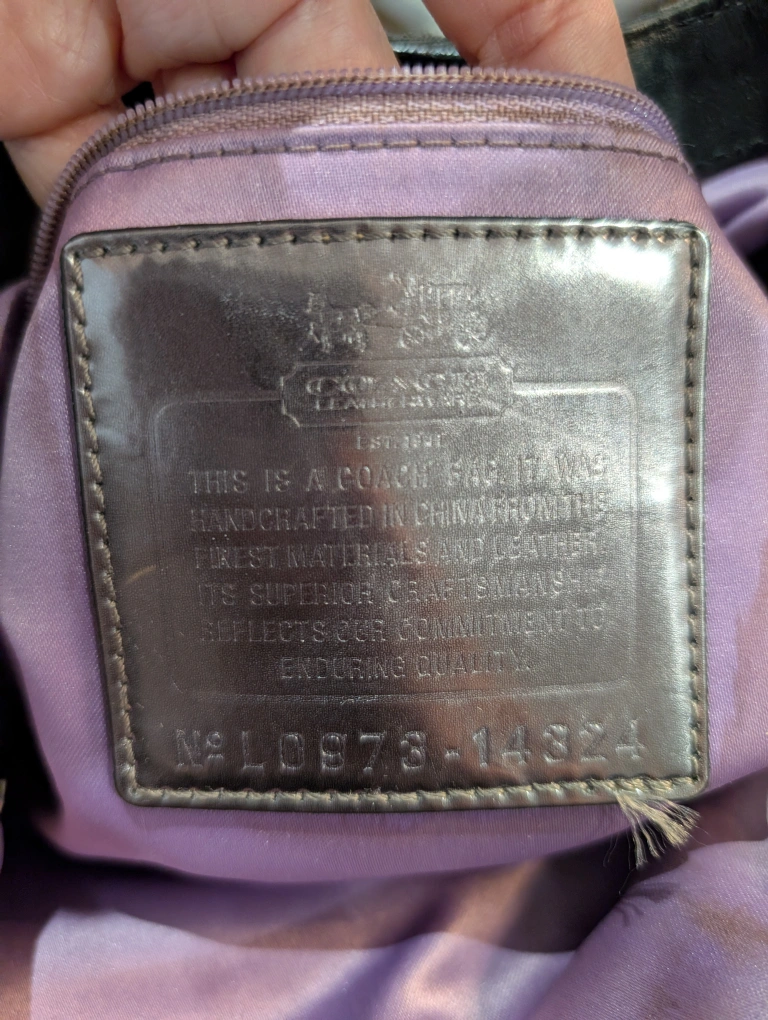 COACH
LEATHERWARE
EST. 1941
THIS IS A COACH BAG. IT WAS
HANDCRAFTED IN CHINA FROM THE
FINEST MATERIALS AND LEATHER.
ITS SUPERIOR CRAFTSMANSHIP
REFLECTS OUR COMMITMENT TO
ENDURING QUALITY.
Nº L0973-14324